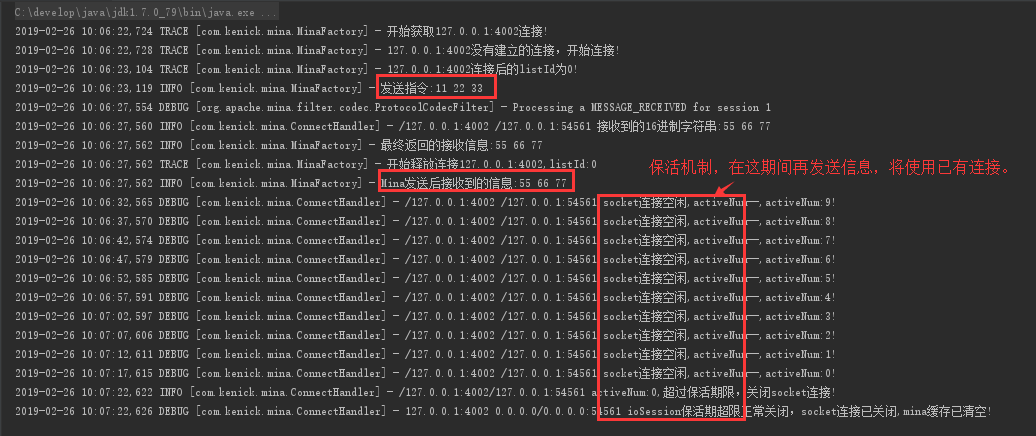 C:\develop\java\jdk1.7.0_79\bin\java.exe ...
2019-02-26 10:06:22,724 TRACE [com.kenick.mina.MinaFactory] - 开始获取127.0.0.1:4002连接!
2019-02-26 10:06:22,728 TRACE [com.kenick.mina.MinaFactory] - 127.0.0.1:4002没有建立的连接，开始连接!
2019-02-26 10:06:23,104 TRACE [com.kenick.mina.MinaFactory] - 127.0.0.1:4002连接后的listId为0!
2019-02-26 10:06:23,119 INFO [com.kenick.mina.MinaFactory] - 发送指令:11 22 33
2019-02-26 10:06:27,554 DEBUG [org.apache.mina.filter.codec.ProtocolCodecFilter] - Processing a MESSAGE_RECEIVED for session 1
2019-02-26 10:06:27,560 INFO [com.kenick.mina.ConnectHandler] - /127.0.0.1:4002 /127.0.0.1:54561 接收到的16进制字符串:55 66 77
2019-02-26 10:06:27,562 INFO [com.kenick.mina.MinaFactory] - 最终返回的接收信息:55 66 77
2019-02-26 10:06:27,562 TRACE [com.kenick.mina.MinaFactory] - 开始释放连接127.0.0.1:4002,listId:0
2019-02-26 10:06:27,562 INFO [com.kenick.mina.MinaFactory] - Mina发送后接收到的信息:55 66 77
保活机制，在这期间再发送信息，将使用已有连接。
2019-02-26 10:06:32,565 DEBUG [com.kenick.mina.ConnectHandler] - /127.0.0.1:4002 /127.0.0.1:54561 socket连接空闲,activeNum--,activeNum:9!
2019-02-26 10:06:37,570 DEBUG [com.kenick.mina.ConnectHandler] - /127.0.0.1:4002 /127.0.0.1:54561 socket连接空闲,activeNum--,activeNum:8!
2019-02-26 10:06:42,574 DEBUG [com.kenick.mina.ConnectHandler] - /127.0.0.1:4002 /127.0.0.1:54561 socket连接空闲,activeNum--,activeNum:7!
2019-02-26 10:06:47,579 DEBUG [com.kenick.mina.ConnectHandler] - /127.0.0.1:4002 /127.0.0.1:54561 socket连接空闲,activeNum--,activeNum:6!
2019-02-26 10:06:52,585 DEBUG [com.kenick.mina.ConnectHandler] - /127.0.0.1:4002 /127.0.0.1:54561 socket连接空闲,activeNum--,activeNum:5!
2019-02-26 10:06:57,591 DEBUG [com.kenick.mina.ConnectHandler] - /127.0.0.1:4002 /127.0.0.1:54561 socket连接空闲,activeNum--,activeNum:4!
2019-02-26 10:07:02,597 DEBUG [com.kenick.mina.ConnectHandler] - /127.0.0.1:4002 /127.0.0.1:54561 socket连接空闲,activeNum--,activeNum:3!
2019-02-26 10:07:07,606 DEBUG [com.kenick.mina.ConnectHandler] - /127.0.0.1:4002 /127.0.0.1:54561 socket连接空闲,activeNum--,activeNum:2!
2019-02-26 10:07:12,611 DEBUG [com.kenick.mina.ConnectHandler] - /127.0.0.1:4002 /127.0.0.1:54561 socket连接空闲,activeNum--,activeNum:1!
2019-02-26 10:07:17,615 DEBUG [com.kenick.mina.ConnectHandler] - /127.0.0.1:4002 /127.0.0.1:54561 socket连接空闲,activeNum--,activeNum:0!
2019-02-26 10:07:22,622 INFO [com.kenick.mina.ConnectHandler] - /127.0.0.1:4002/127.0.0.1:54561 activeNum:0,超过保活期限，关闭socket连接!
2019-02-26 10:07:22,626 DEBUG [com.kenick.mina.ConnectHandler] - 127.0.0.1:4002 0.0.0.0/0.0.0.0:54561 ioSession保活期超限正常关闭，socket连接已关闭,mina缓存已清空!